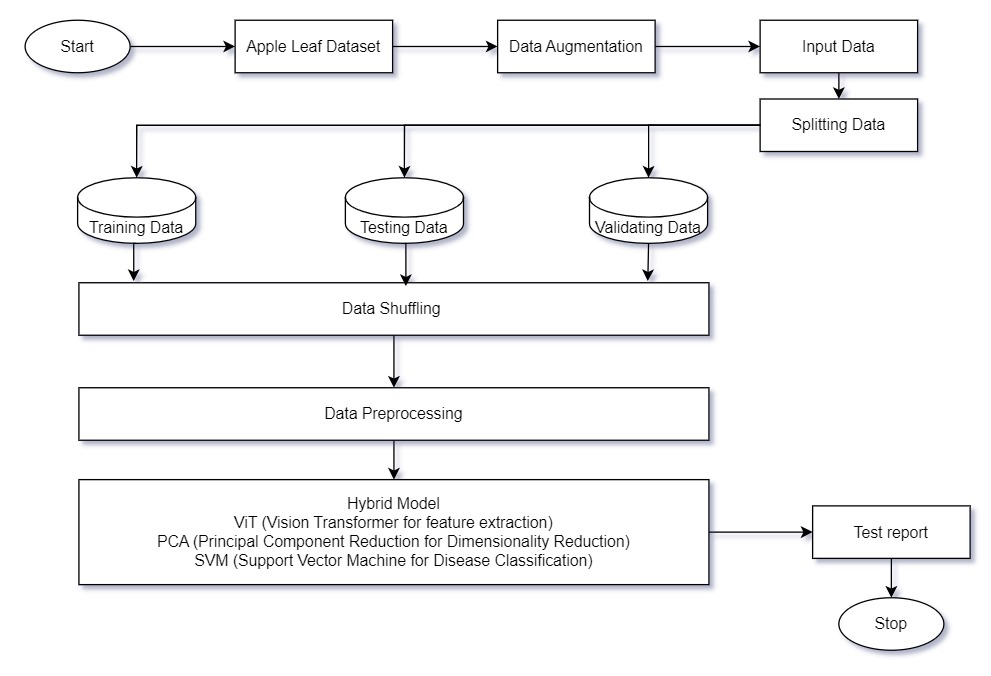 Start
Apple Leaf Dataset
Data Augmentation
Input Data
Splitting Data
Training Data
Testing Data
Validating Data
Data Shuffling
Data Preprocessing
Hybrid Model
ViT (Vision Transformer for feature extraction)
PCA (Principal Component Reduction for Dimensionality Reduction)
SVM (Support Vector Machine for Disease Classification)
Test report
Stop